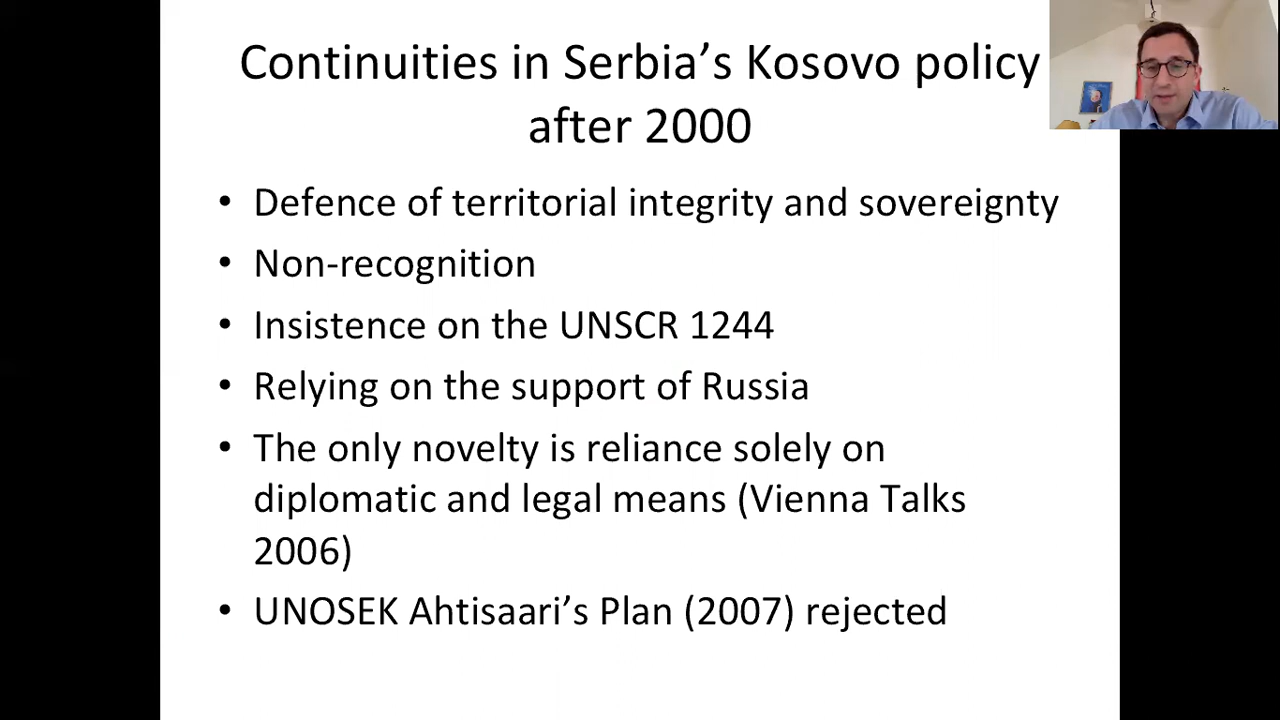 Continuities in Serbia’s Kosovo policy
after 2000
• Defence of territorial integrity and sovereignty
• Non-recognition
• Insistence on the UNSCR 1244
• Relying on the support of Russia
• The only novelty is reliance solely on
diplomatic and legal means (Vienna Talks
2006)
• UNOSEK Ahtisaari’s Plan (2007) rejected